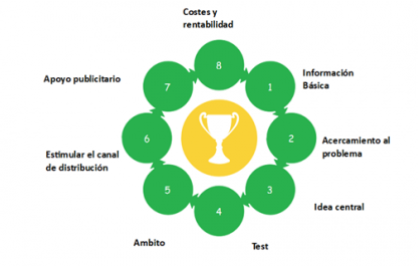 Costes y
rentabilidad
8
Apoyo publicitario
7
1
Información
Básica
6
2
Acercamiento al
problema
Estimular el canal
de distribución
5
3
Idea central
4
Ambito
Test